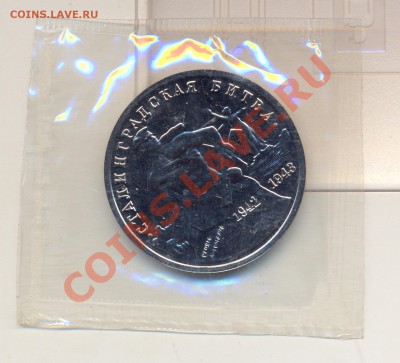 COINS.LAVE.RU
COINS.LAVE.RU
СТАЛИНГРАДСКАЯ БИТВА
1942
1943